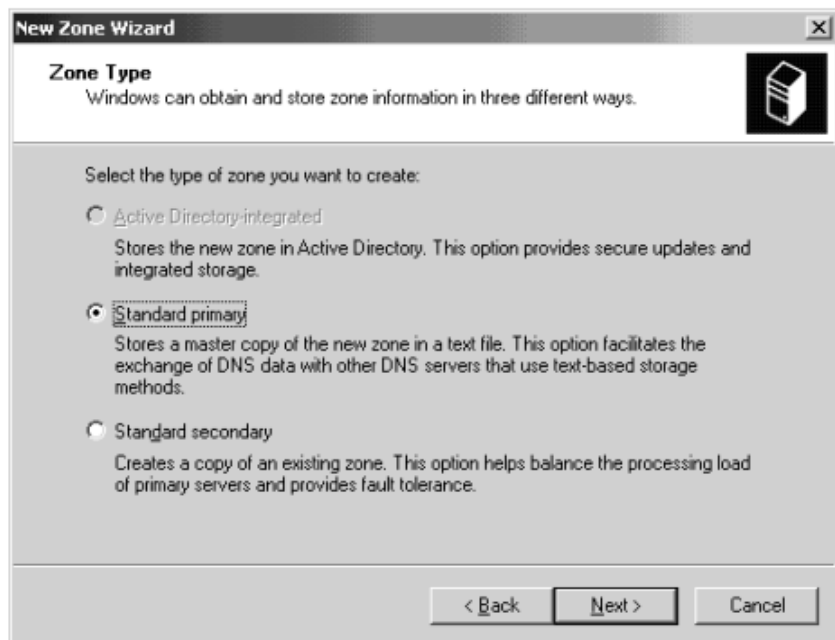 New Zone Wizard
Zone Type
Windows can obtain and store zone information in three different ways.
Select the type of zone you want to create:
Active Directory-integrated
Stores the new zone in Active Directory. This option provides secure updates and
integrated storage.
Standard primary
Stores a master copy of the new zone in a text file. This option facilitates the
exchange of DNS data with other DNS servers that use text-based storage
methods.
Standard secondary
Creates a copy of an existing zone. This option helps balance the processing load
of primary servers and provides fault tolerance.
< Back
Next >
Cancel